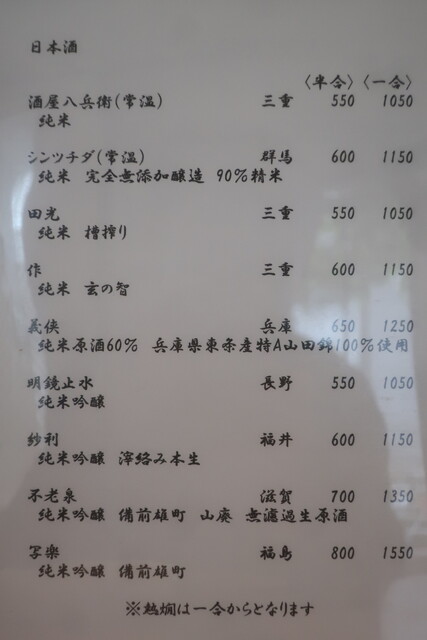 日本酒
〈半合〉〈一合〉
酒屋八兵衛(常温) 三重 550 1050
純米
シンツチダ(常温) 群馬 600 1150
純米 完全無添加醸造 90%精米
田光 三重 550 1050
純米 槽搾り
作 三重 600 1150
純米 玄の智
義侠 兵庫 650 1250
純米原酒60% 兵庫県東条産特A山田錦100%使用
明鏡止水 長野 550 1050
純米吟醸
紗利 福井 600 1150
純米吟醸 滓絡み本生
不老泉 滋賀 700 1350
純米吟醸 備前雄町 山廃 無濾過生原酒
写楽 福島 800 1550
純米吟醸 備前雄町
※熱燗は一合からとなります